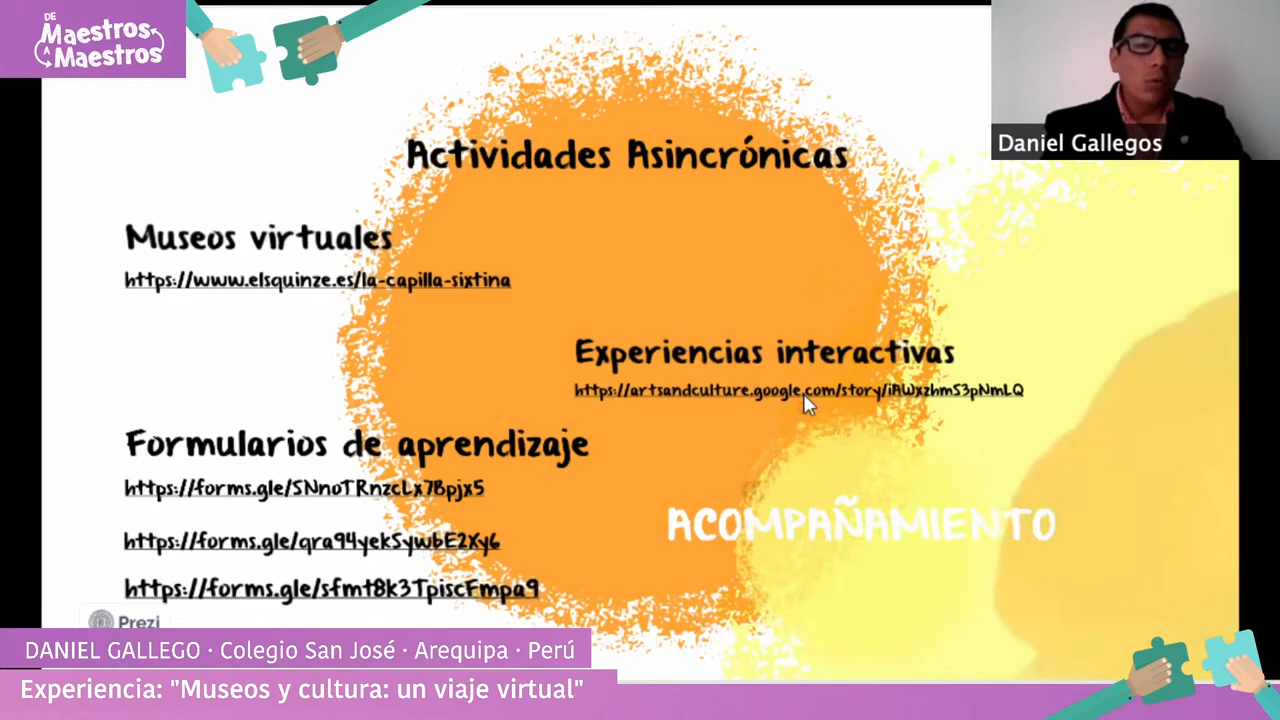 DE
Maestros
A
Maestros
Daniel Gallegos
Actividades Asincrónicas
Museos virtuales
https://www.elsquinze.es/la-capilla-sixtina
Experiencias interactivas
https://artsandculture.google.com/story/iAWxzhmS3pNmLQ
Formularios de aprendizaje
https://forms.gle/SNnoTRnzcLx7Bpjx5
https://forms.gle/qra94yekSywbE2Xy6
https://forms.gle/sfmt8k3TpiscFmpa9
ACOMPAÑAMIENTO
Prezi
DANIEL GALLEGO · Colegio San José · Arequipa · Perú
Experiencia: "Museos y cultura: un viaje virtual"